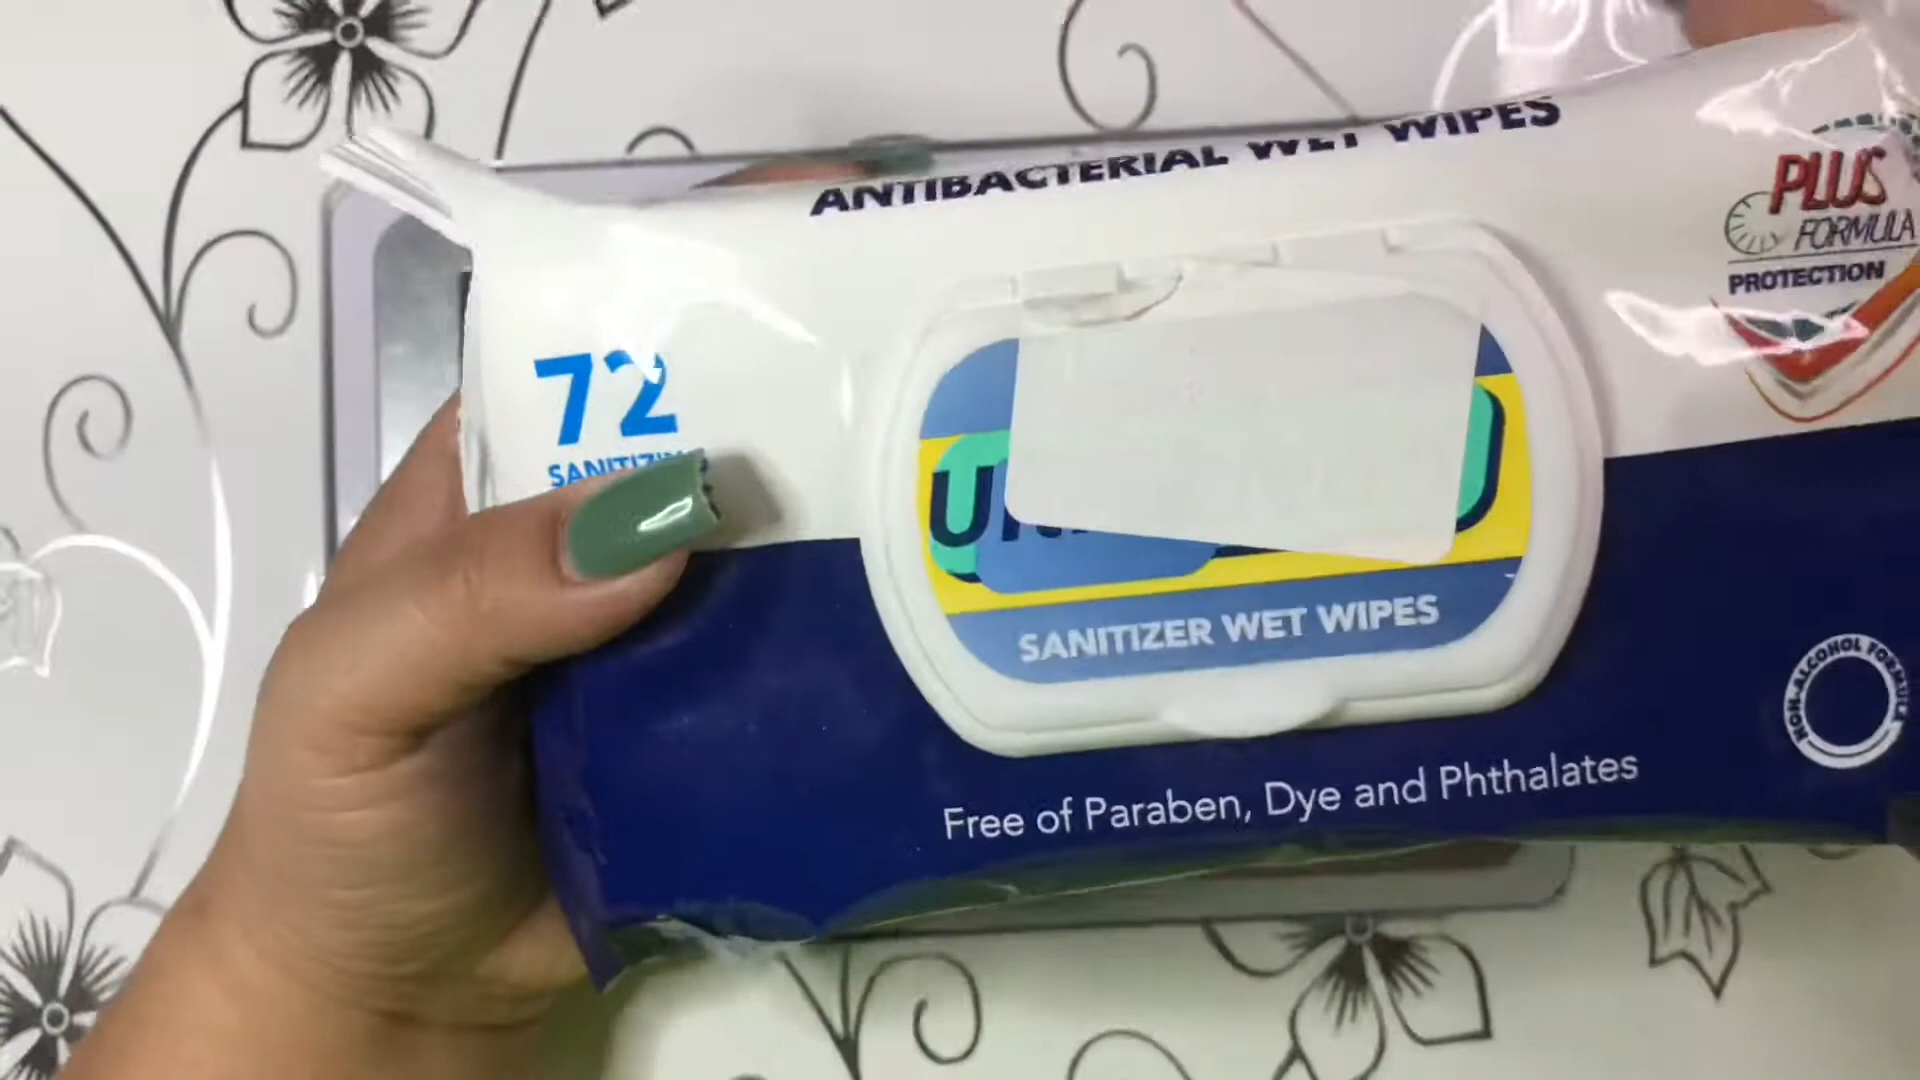 ANTIBACTERIAL WET WIPES
PLUS
FORMULA
PROTECTION
72
SANITIZING
SANITIZER WET WIPES
NON-ALCOHOL FORMULA
Free of Paraben, Dye and Phthalates